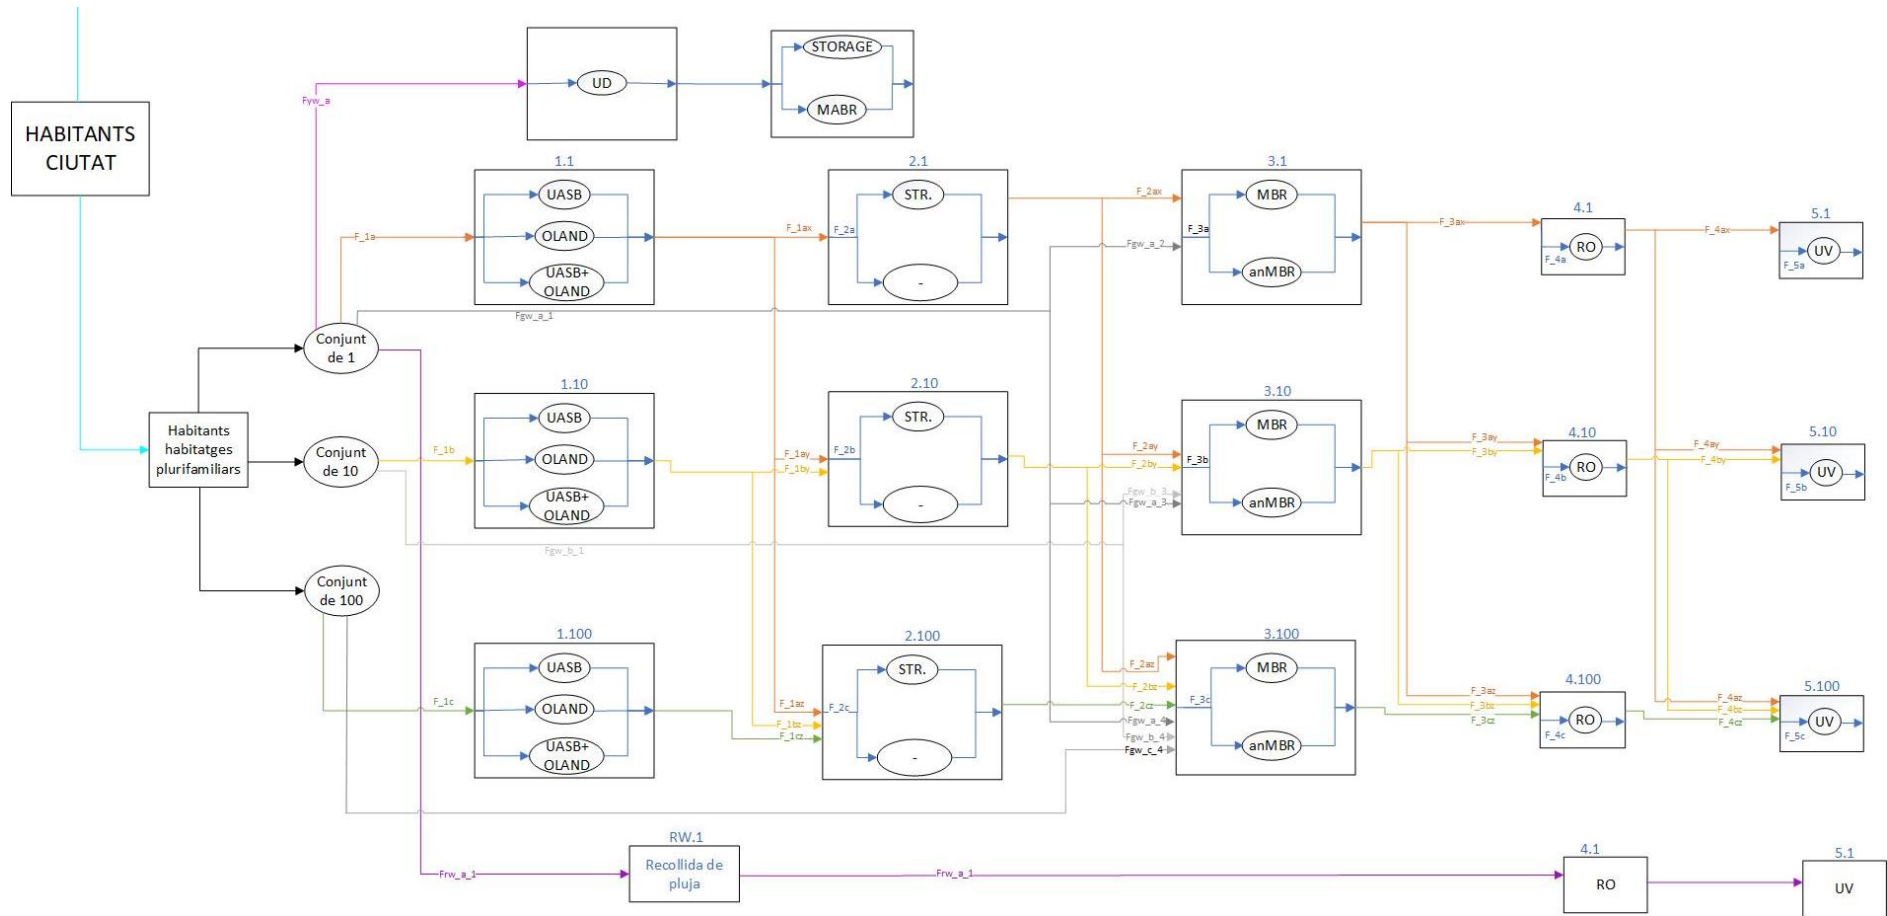 HABITANTS
CIUTAT
Fyw_a
UD
STORAGE
MABR
1.1
UASB
OLAND
UASB+
OLAND
F_1a
F_1ax
2.1
F_2a
STR.
-
F_2ax
Fgw_a_2
3.1
F_3a
MBR
anMBR
F_3ax
4.1
RO
F_4a
F_4ax
5.1
UV
F_5a
Fgw_a_1
Conjunt
de 1
Habitants
habitatges
plurifamiliars
Conjunt
de 10
F_1b
1.10
UASB
OLAND
UASB+
OLAND
F_1ay
F_1by
2.10
F_2b
STR.
-
F_2ay
F_2by
Fgw_b_3
Fgw_a_3
3.10
F_3b
MBR
anMBR
F_3ay
F_3by
4.10
RO
F_4b
F_4ay
F_4by
5.10
UV
F_5b
Fgw_b_1
Conjunt
de 100
F_1c
1.100
UASB
OLAND
UASB+
OLAND
F_1az
F_1bz
F_1cz
2.100
F_2c
STR.
-
F_2az
F_2bz
F_2cz
Fgw_a_4
Fgw_b_4
Fgw_c_4
3.100
F_3c
MBR
anMBR
F_3az
F_3bz
F_3cz
4.100
RO
F_4c
F_4az
F_4bz
F_4cz
5.100
UV
F_5c
Frw_a_1
RW.1
Recollida de
pluja
Frw_a_1
4.1
RO
5.1
UV